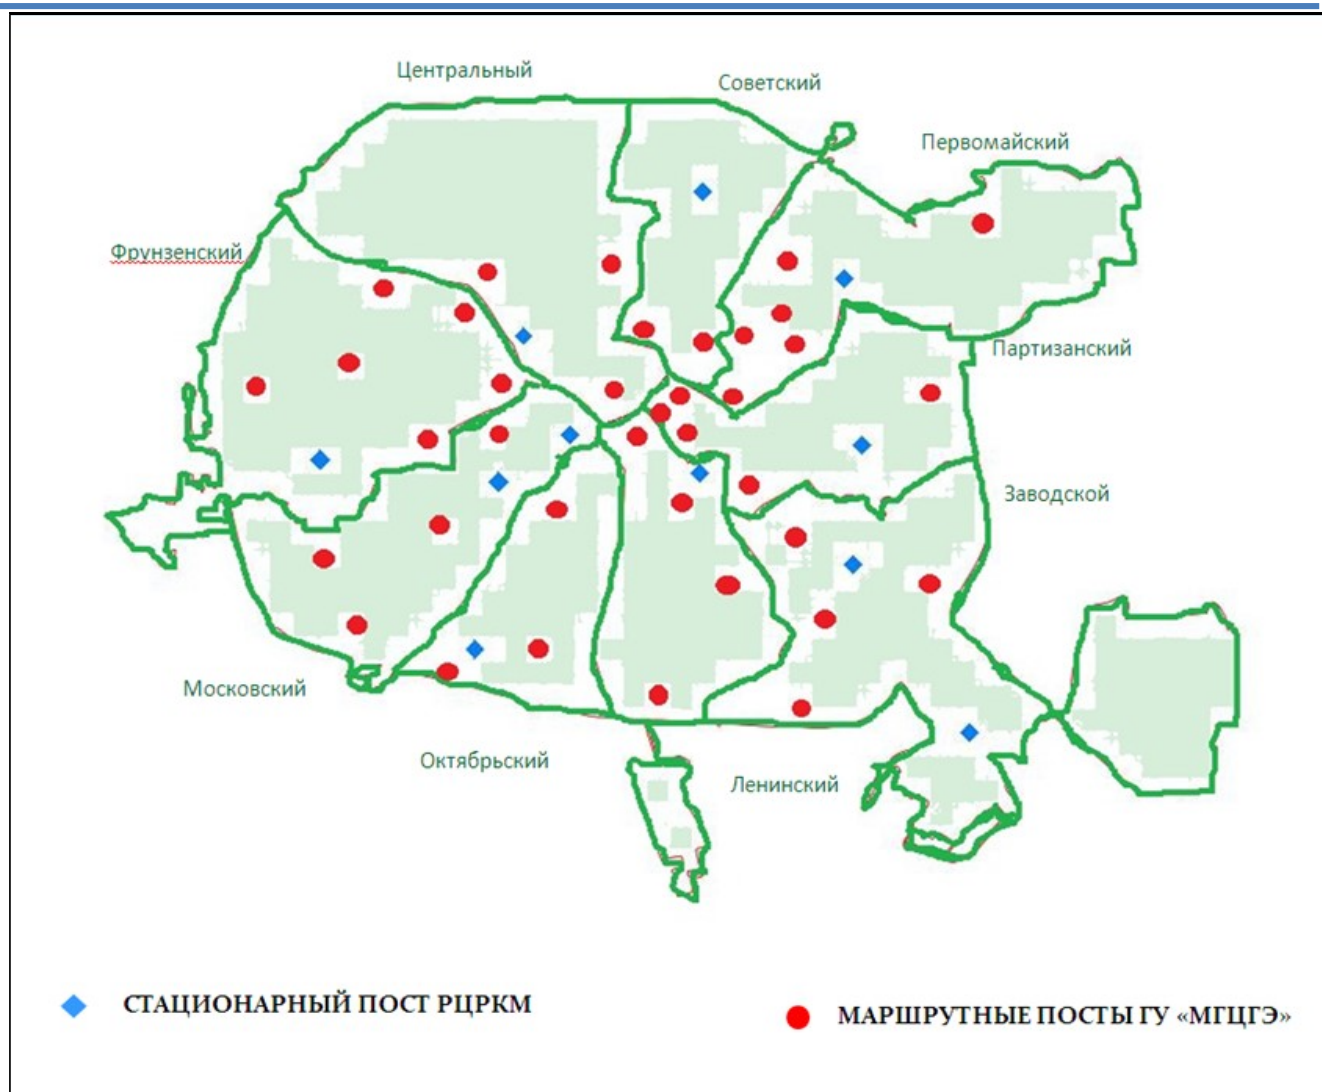 Центральный
Советский
Первомайский
Фрунзенский
Партизанский
Заводской
Московский
Октябрьский
Ленинский
СТАЦИОНАРНЫЙ ПОСТ РЦРКМ
МАРШРУТНЫЕ ПОСТЫ ГУ «МГЦГЭ»